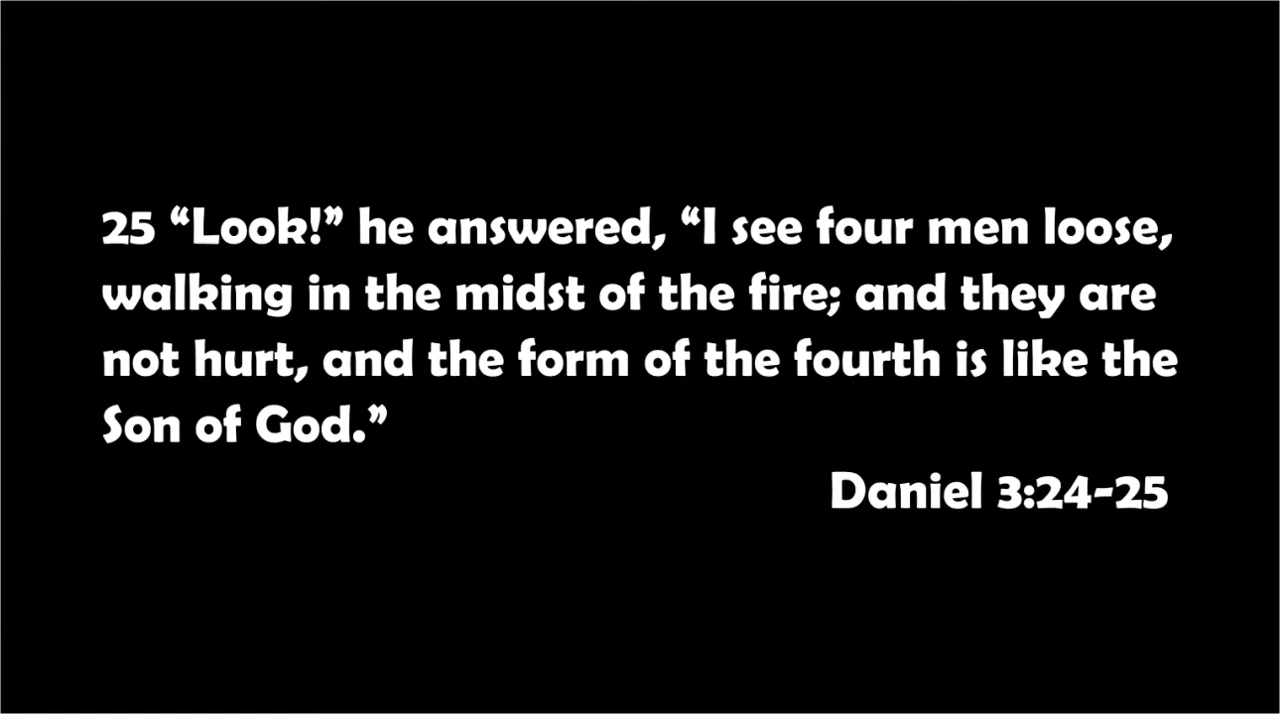 25 “Look!” he answered, “I see four men loose,
walking in the midst of the fire; and they are
not hurt, and the form of the fourth is like the
Son of God.”
Daniel 3:24-25